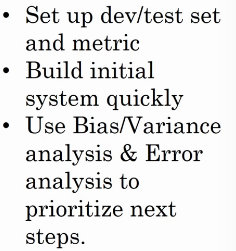 • Set up dev/test set
and metric
• Build initial
system quickly
• Use Bias/Variance
analysis & Error
analysis to
prioritize next
steps.